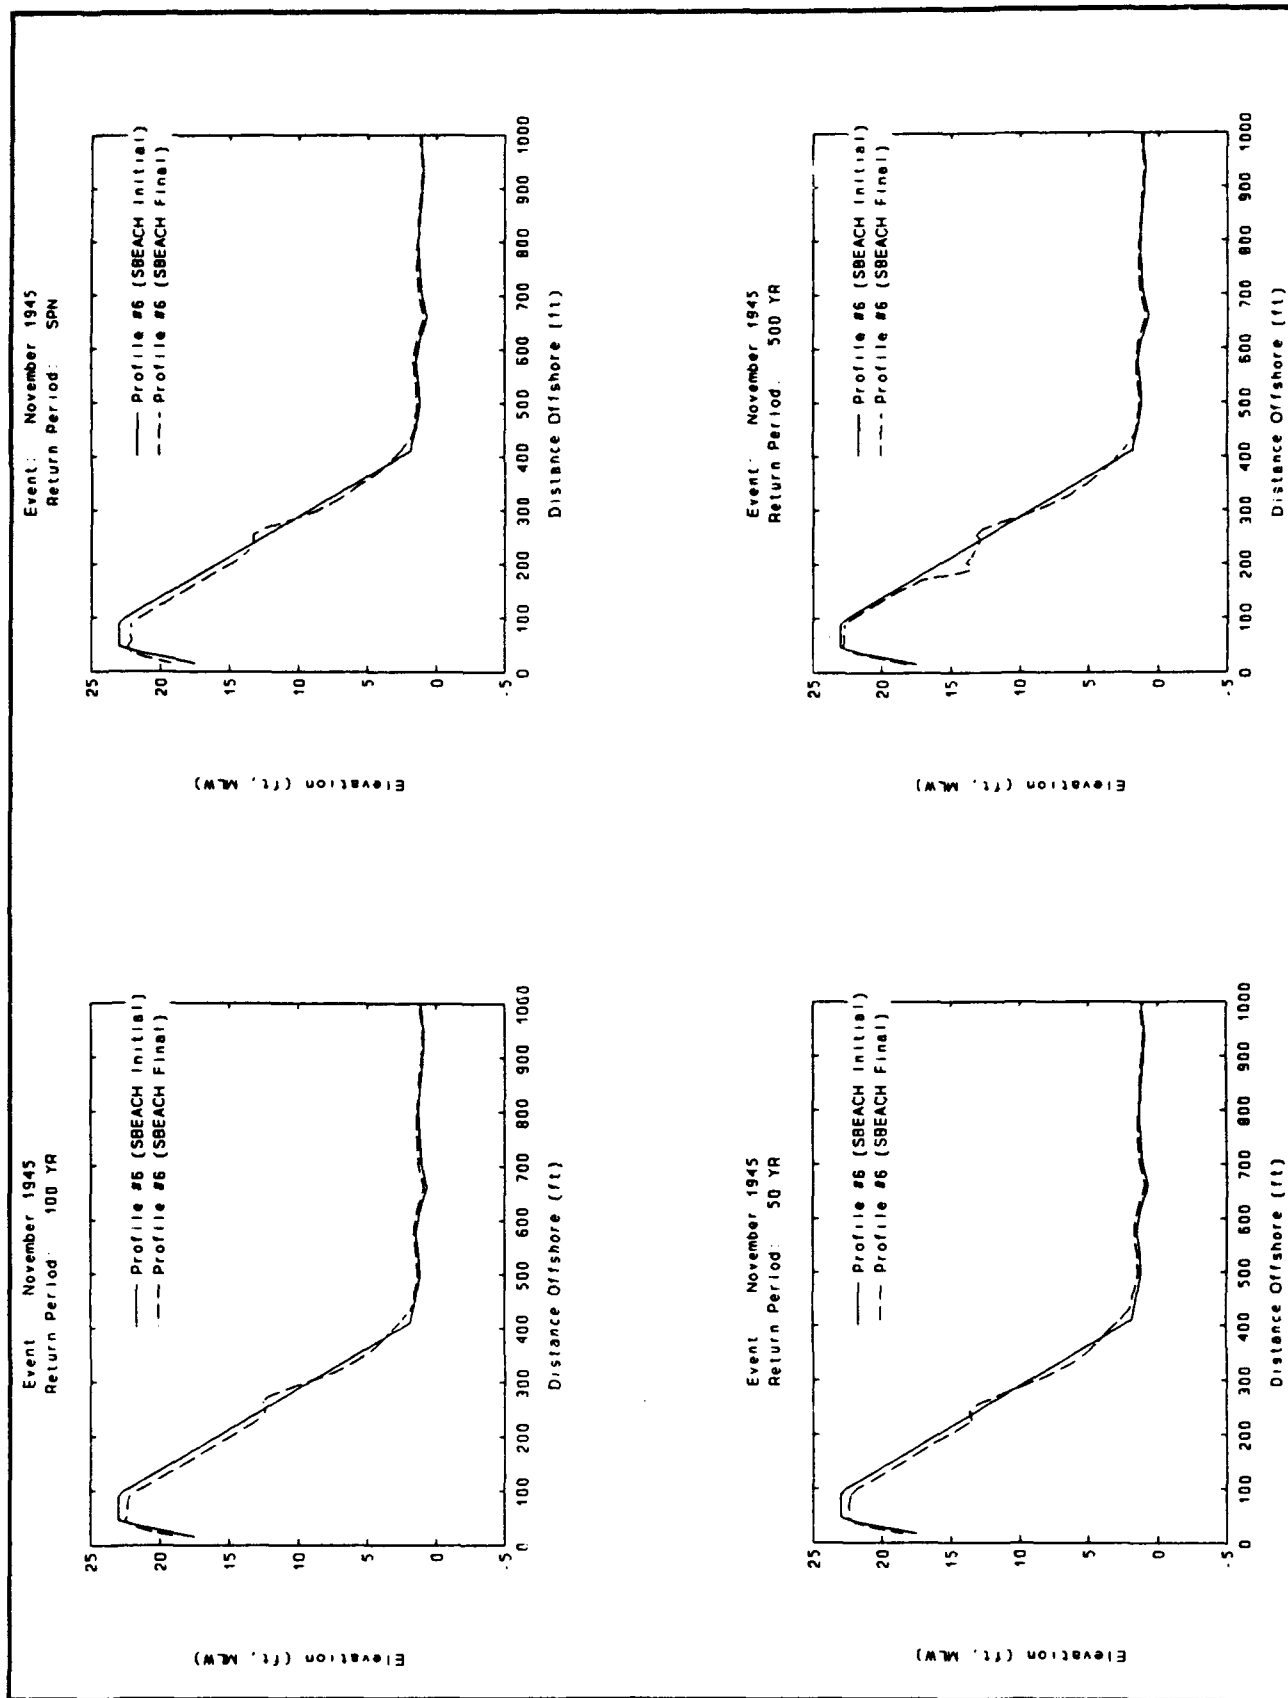 Event November 1945
Return Period: 100 YR
Profile #6 (SBEACH Initial)
Profile #6 (SBEACH Final)
25
20
15
10
5
0
-5
Elevation (ft, MLW)
0 100 200 300 400 500 600 700 800 900 1000
Distance Offshore (ft)
Event: November 1945
Return Period: SPN
Profile #6 (SBEACH Initial)
Profile #6 (SBEACH Final)
25
20
15
10
5
0
-5
Elevation (ft, MLW)
0 100 200 300 400 500 600 700 800 900 1000
Distance Offshore (ft)
Event November 1945
Return Period: 50 YR
Profile #6 (SBEACH Initial)
Profile #6 (SBEACH Final)
25
20
15
10
5
0
-5
Elevation (ft, MLW)
0 100 200 300 400 500 600 700 800 900 1000
Distance Offshore (ft)
Event: November 1945
Return Period. 500 YR
Profile #6 (SBEACH Initial)
Profile #6 (SBEACH Final)
25
20
15
10
5
0
-5
Elevation (ft, MLW)
0 100 200 300 400 500 600 700 800 900 1000
Distance Offshore (ft)